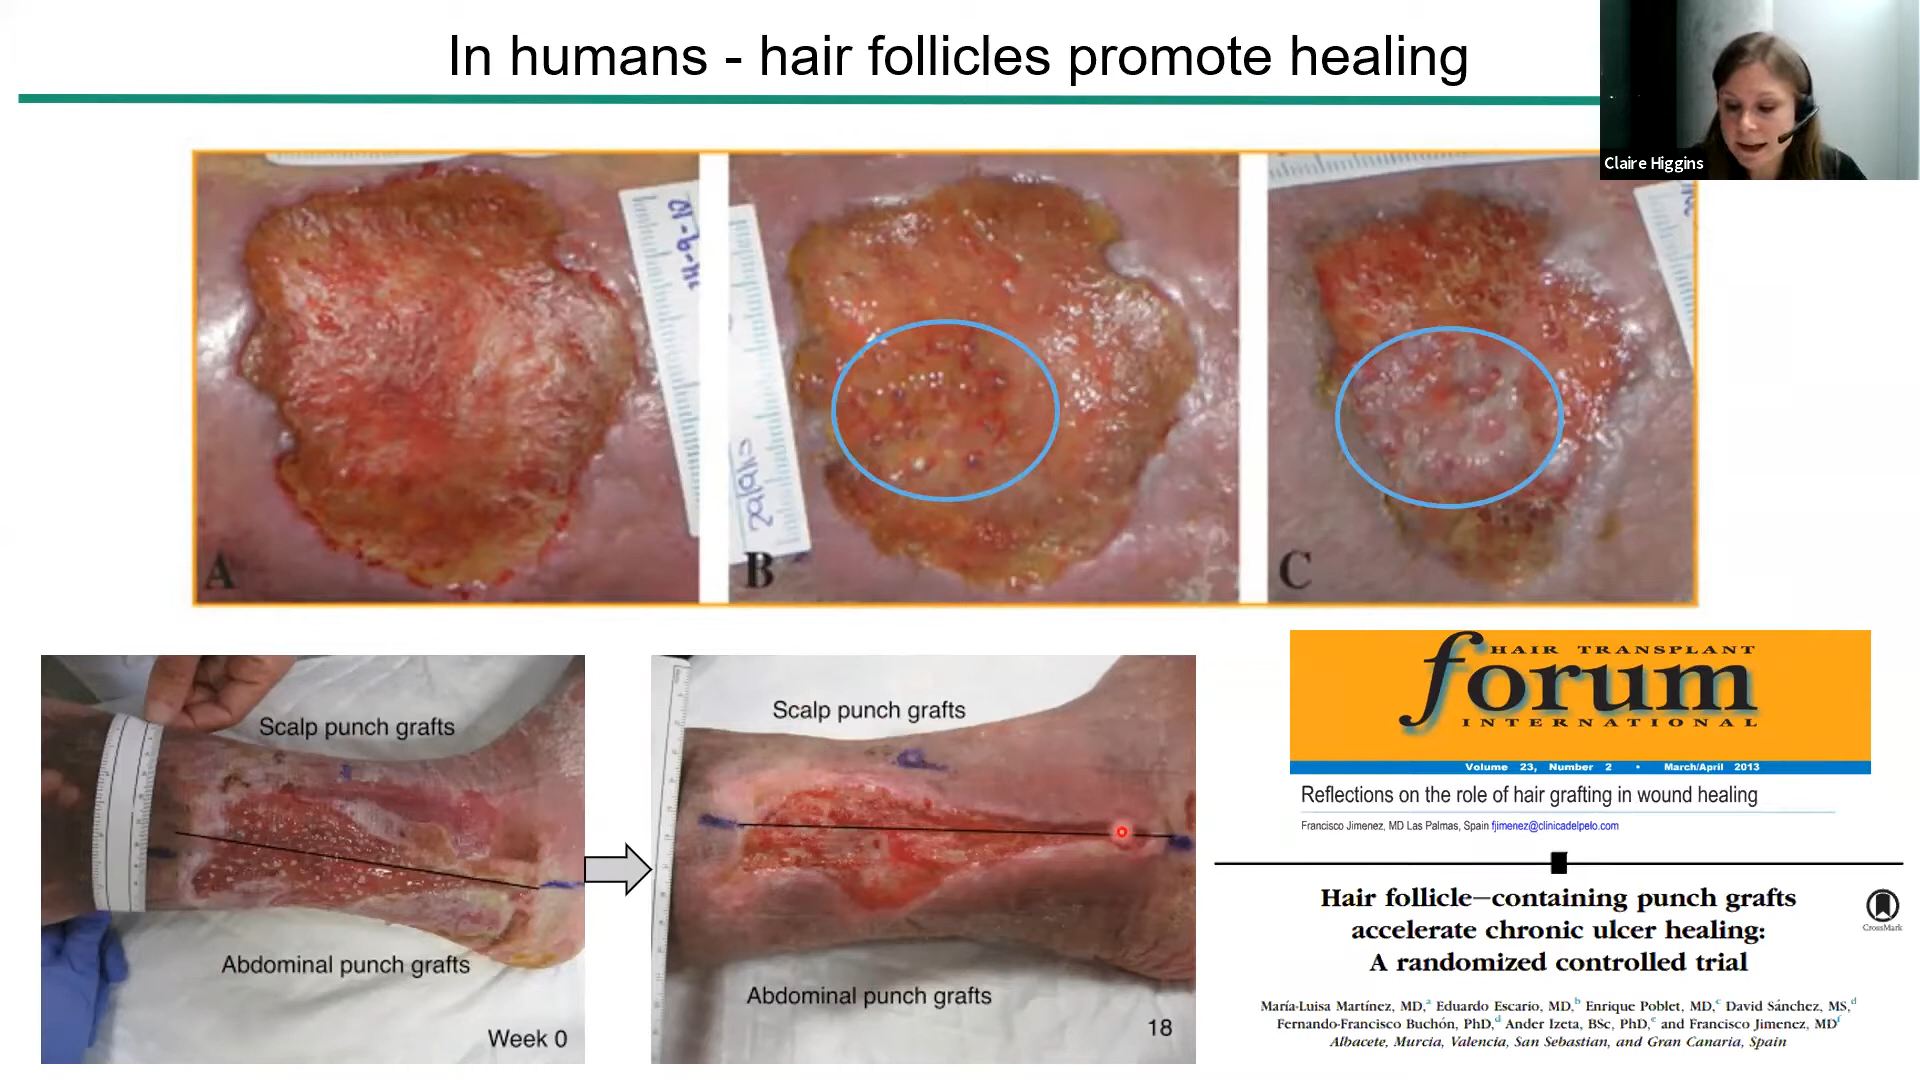 In humans - hair follicles promote healing
Claire Higgins
A
B
C
Scalp punch grafts
Abdominal punch grafts
Week 0
Scalp punch grafts
Abdominal punch grafts
18
HAIR TRANSPLANT
forum
INTERNATIONAL
Volume 23, Number 2 • March/April 2013
Reflections on the role of hair grafting in wound healing
Francisco Jimenez, MD Las Palmas, Spain fjimenez@clinicadelpelo.com
Hair follicle–containing punch grafts
accelerate chronic ulcer healing:
A randomized controlled trial
CrossMark
María-Luisa Martínez, MD,a Eduardo Escario, MD,b Enrique Poblet, MD,c David Sánchez, MS,d
Fernando-Francisco Buchón, PhD,d Ander Izeta, BSc, PhD,e and Francisco Jimenez, MDf
Albacete, Murcia, Valencia, San Sebastian, and Gran Canaria, Spain